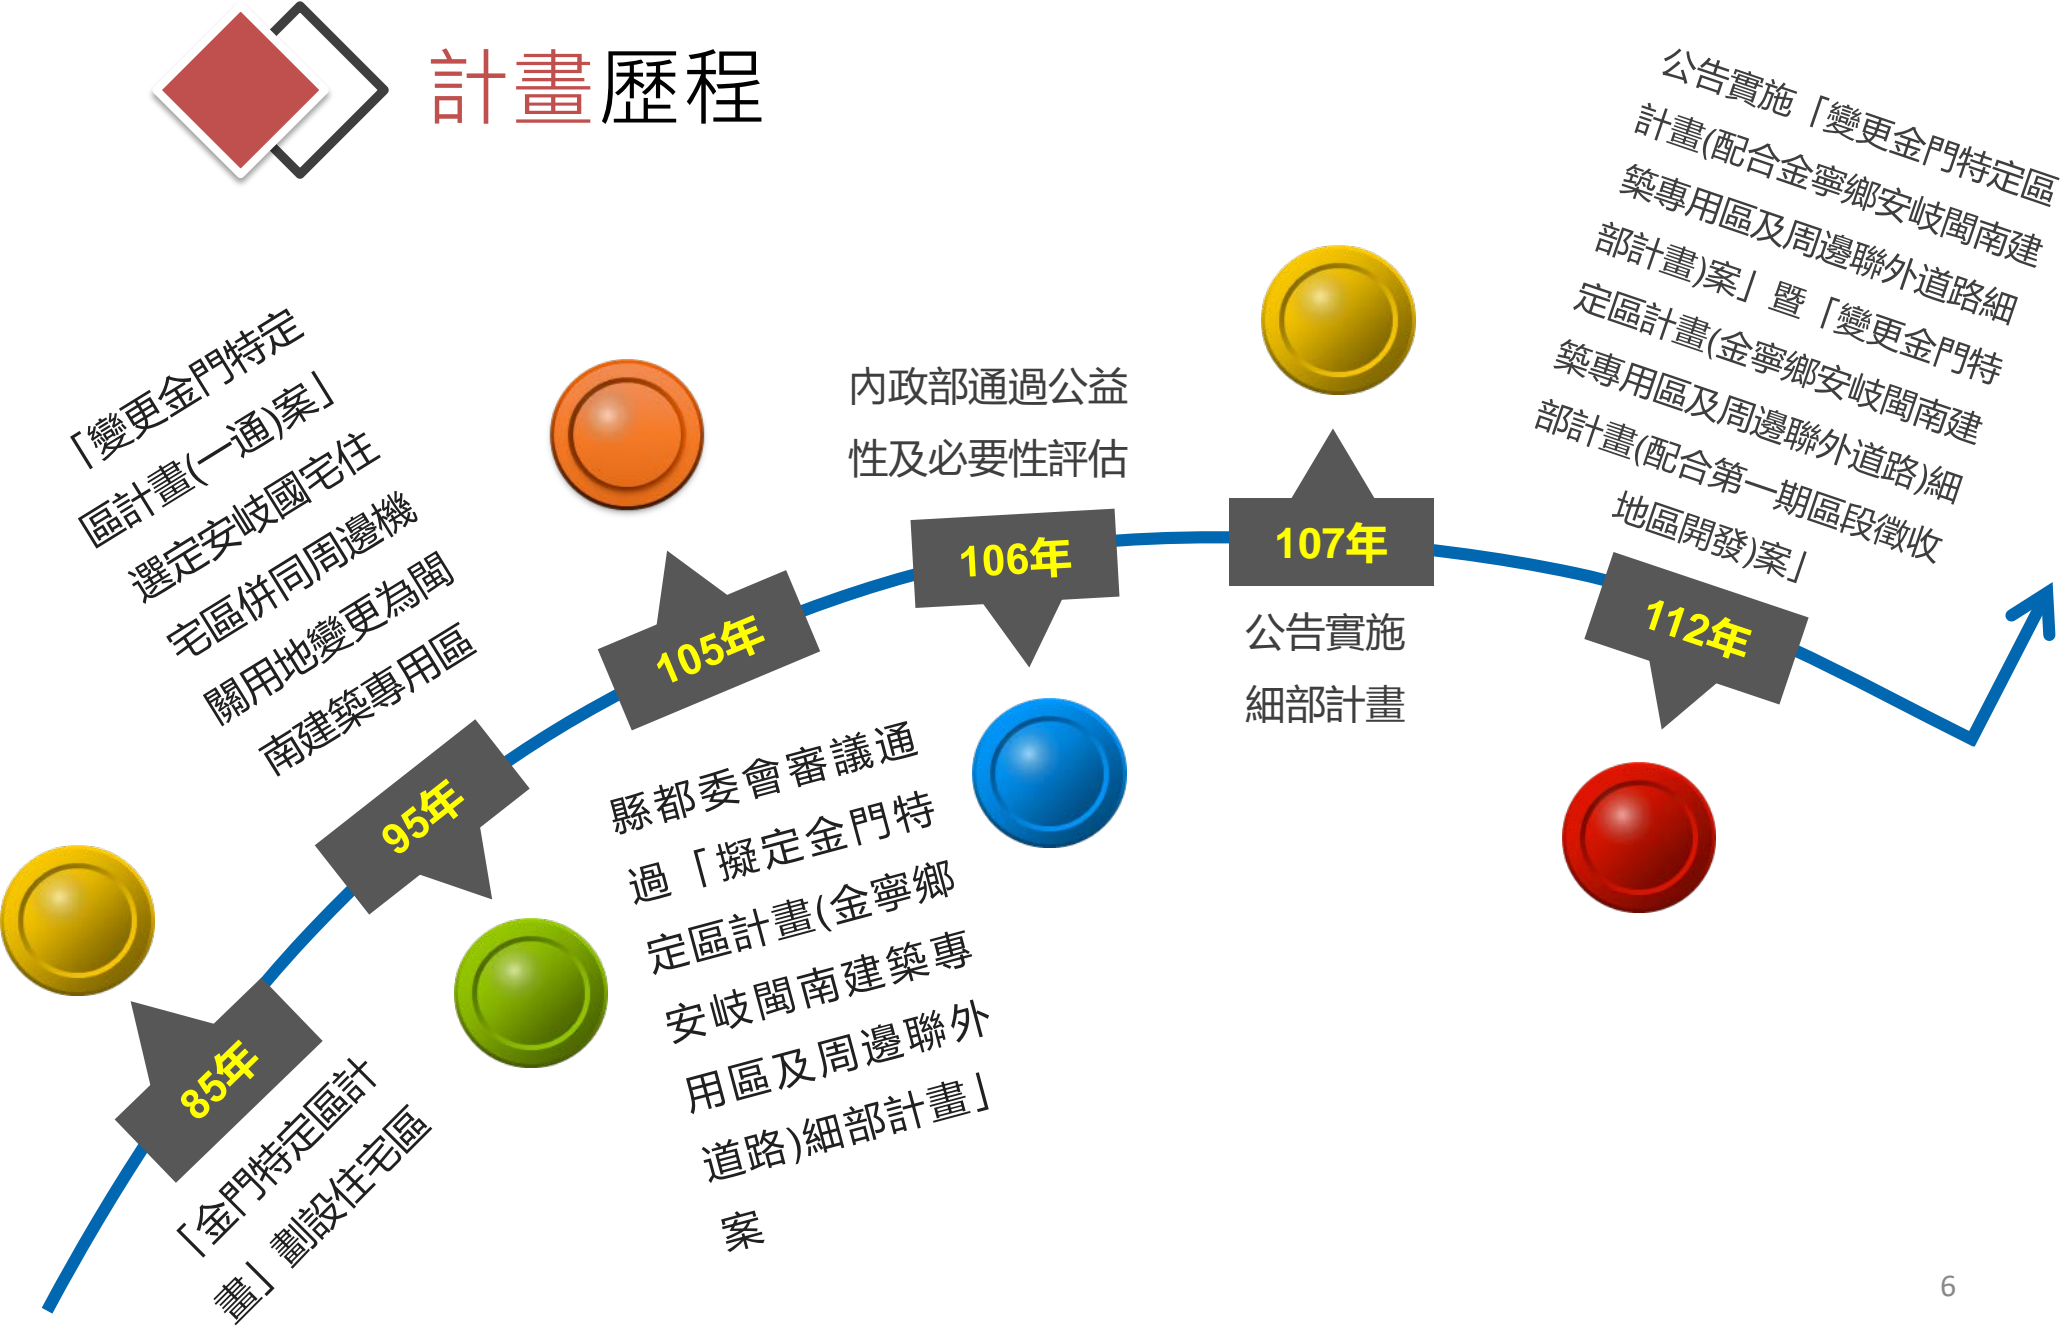 計畫歷程
85年
「金門特定區計
畫」劃設住宅區
95年
「變更金門特定
區計畫(一通)案」
選定安岐國宅住
宅區併同周邊機
關用地變更為閩
南建築專用區
105年
縣都委會審議通
過「擬定金門特
定區計畫(金寧鄉
安岐閩南建築專
用區及周邊聯外
道路)細部計畫」
案
106年
內政部通過公益
性及必要性評估
107年
公告實施
細部計畫
112年
公告實施「變更金門特定區
計畫(配合金寧鄉安岐閩南建
築專用區及周邊聯外道路細
部計畫)案」暨「變更金門特
定區計畫(金寧鄉安岐閩南建
築專用區及周邊聯外道路)細
部計畫(配合第一期區段徵收
地區開發)案」
6